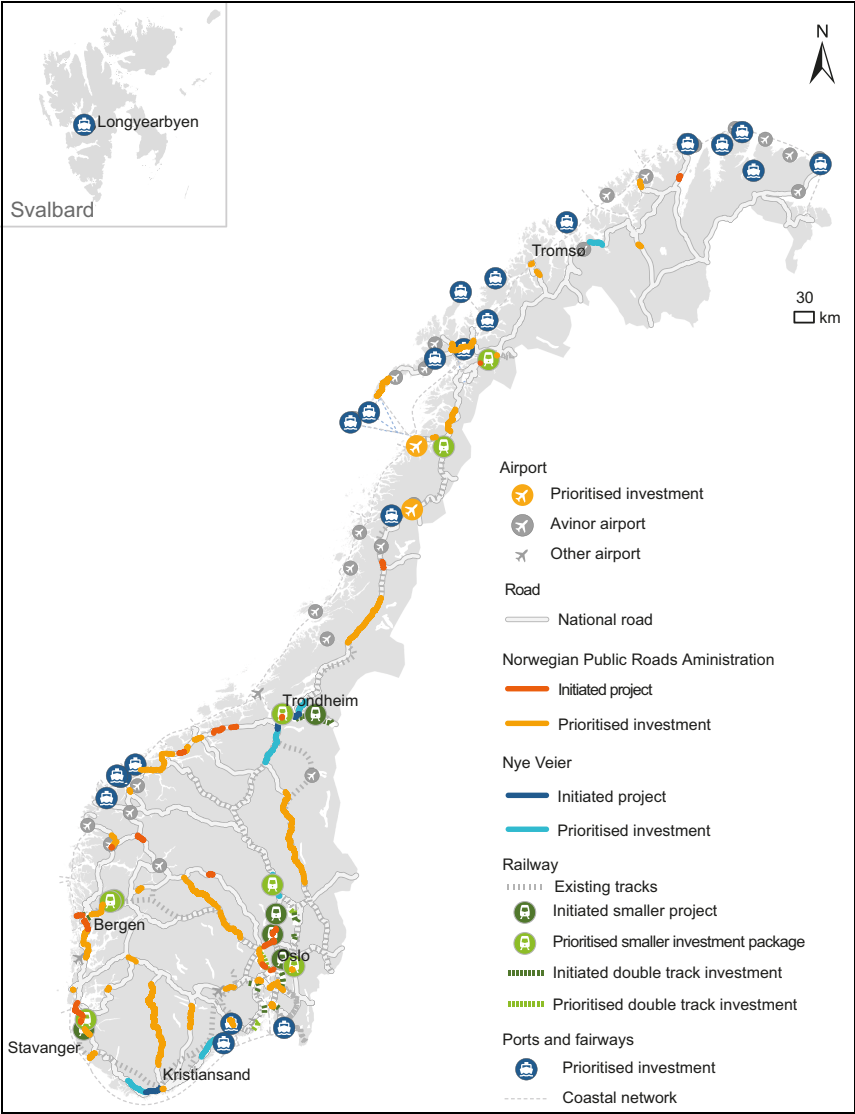 N
Longyearbyen
Svalbard
Tromsø
30
km
Airport
Prioritised investment
Avinor airport
Other airport
Road
National road
Norwegian Public Roads Aministration
Initiated project
Prioritised investment
Trondheim
Nye Veier
Initiated project
Prioritised investment
Railway
Existing tracks
Initiated smaller project
Prioritised smaller investment package
Initiated double track investment
Prioritised double track investment
Ports and fairways
Prioritised investment
Coastal network
Bergen
Oslo
Stavanger
Kristiansand